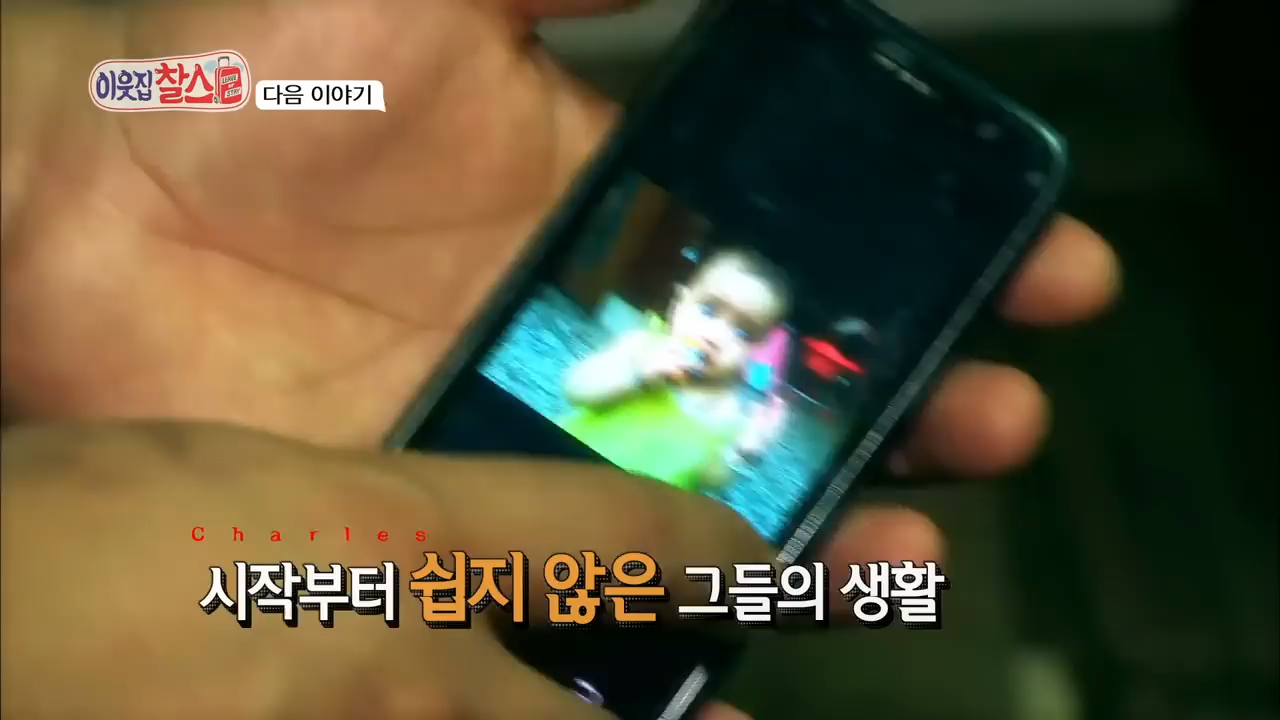 이웃집 찰스
LEAVE OR STAY
다음 이야기
Charles
시작부터 쉽지 않은 그들의 생활